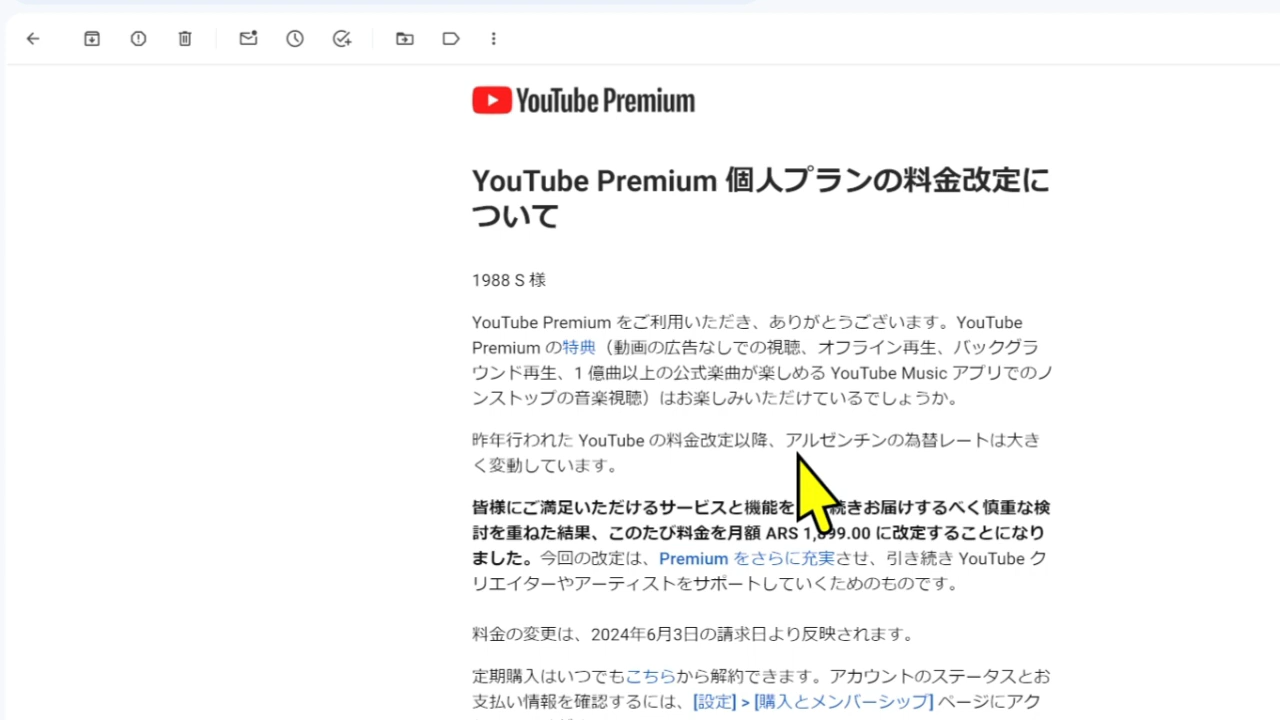 YouTube Premium
YouTube Premium 個人プランの料金改定に
ついて
1988 S 様
YouTube Premium をご利用いただき、ありがとうございます。YouTube
Premium の特典（動画の広告なしでの視聴、オフライン再生、バックグラ
ウンド再生、1 億曲以上の公式楽曲が楽しめる YouTube Music アプリでのノ
ンストップの音楽視聴）はお楽しみいただけているでしょうか。
昨年行われた YouTube の料金改定以降、アルゼンチンの為替レートは大き
く変動しています。
皆様にご満足いただけるサービスと機能を 続きお届けするべく慎重な検
討を重ねた結果、このたび料金を月額 ARS 1, 99.00 に改定することになり
ました。今回の改定は、Premium をさらに充実させ、引き続き YouTube ク
リエイターやアーティストをサポートしていくためのものです。
料金の変更は、2024年6月3日の請求日より反映されます。
定期購入はいつでもこちらから解約できます。アカウントのステータスとお
支払い情報を確認するには、[設定] > [購入とメンバーシップ] ページにアク